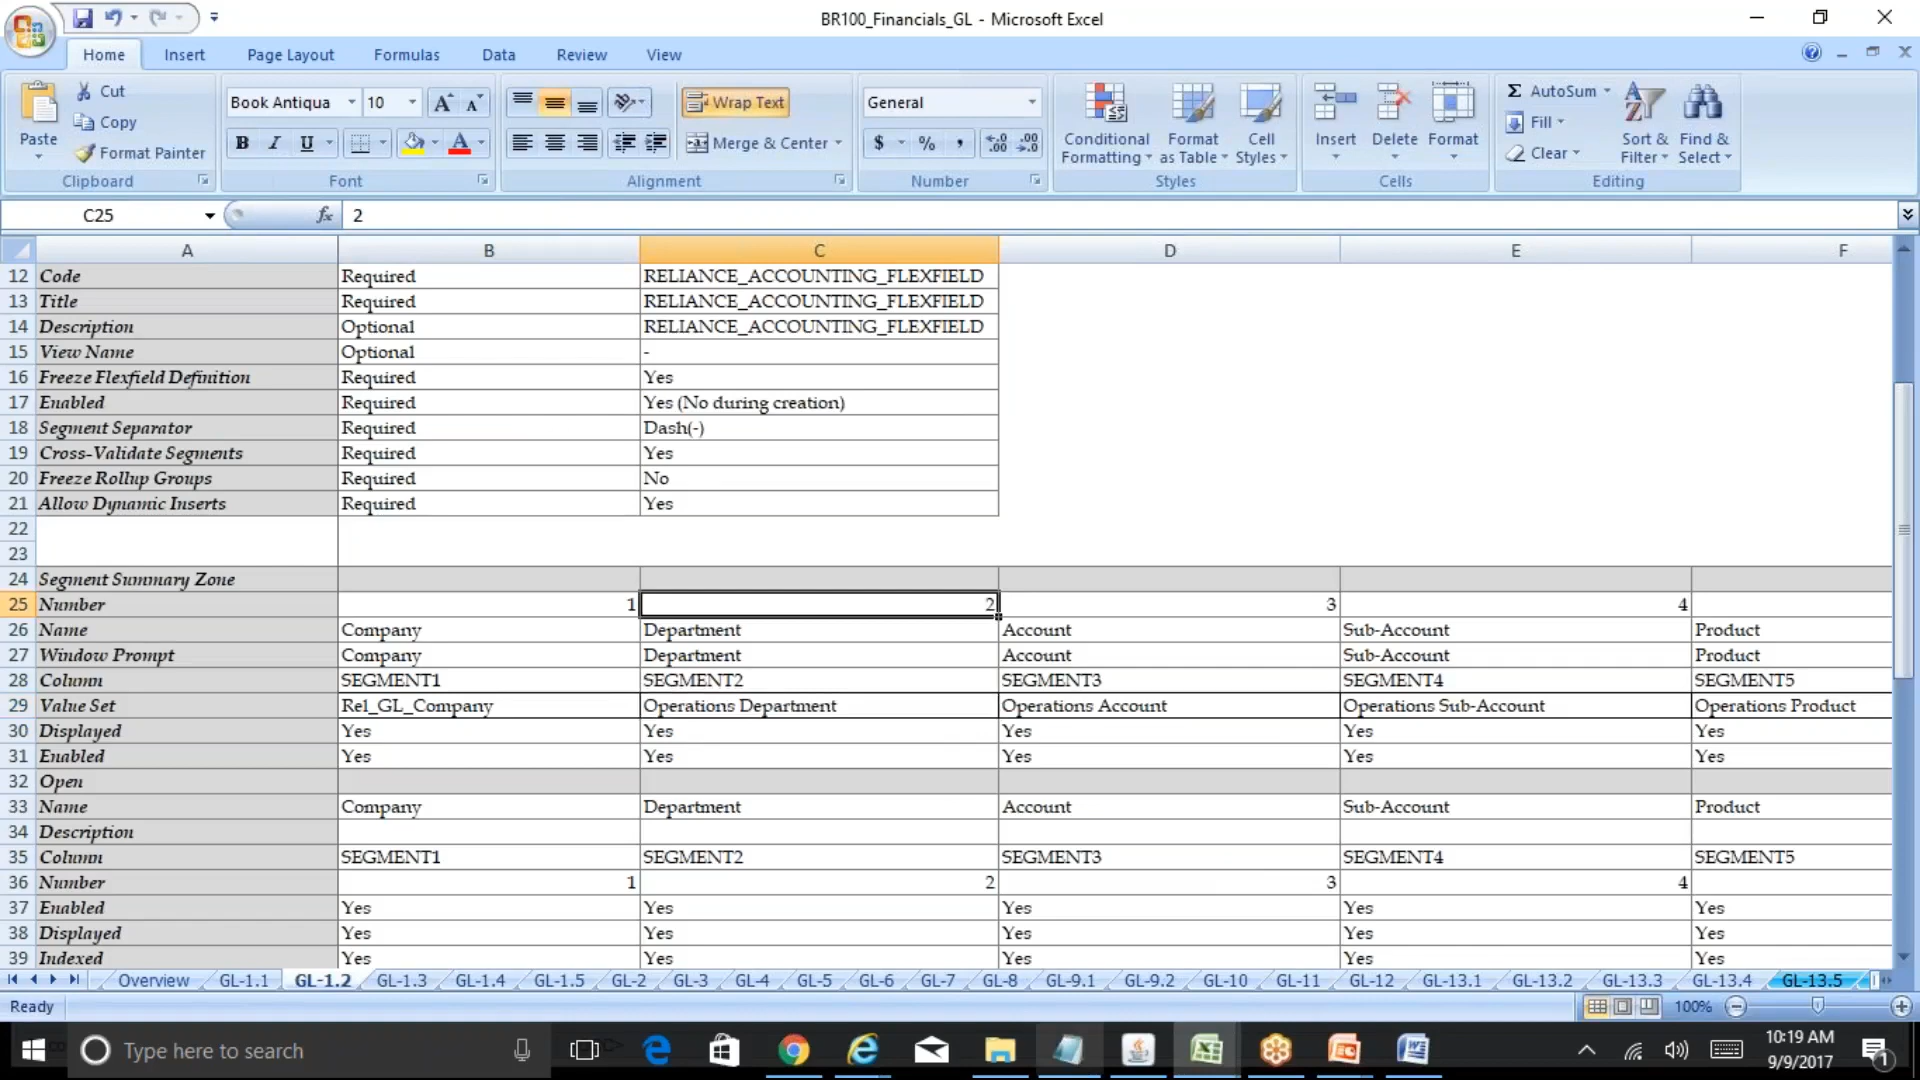 BR100_Financials_GL - Microsoft Excel
Home Insert Page Layout Formulas Data Review View
Paste Cut Copy Format Painter Clipboard
Book Antiqua 10 B I U Font
Wrap Text Merge & Center Alignment
General $ % , Number
Conditional Formatting Format as Table Cell Styles Styles
Insert Delete Format Cells
AutoSum Fill Clear Sort & Filter Find & Select Editing
C25 fx 2
A B C D E F
12 Code Required RELIANCE_ACCOUNTING_FLEXFIELD
13 Title Required RELIANCE_ACCOUNTING_FLEXFIELD
14 Description Optional RELIANCE_ACCOUNTING_FLEXFIELD
15 View Name Optional -
16 Freeze Flexfield Definition Required Yes
17 Enabled Required Yes (No during creation)
18 Segment Separator Required Dash(-)
19 Cross-Validate Segments Required Yes
20 Freeze Rollup Groups Required No
21 Allow Dynamic Inserts Required Yes
22
23
24 Segment Summary Zone
25 Number 1 2 3 4
26 Name Company Department Account Sub-Account Product
27 Window Prompt Company Department Account Sub-Account Product
28 Column SEGMENT1 SEGMENT2 SEGMENT3 SEGMENT4 SEGMENT5
29 Value Set Rel_GL_Company Operations Department Operations Account Operations Sub-Account Operations Product
30 Displayed Yes Yes Yes Yes Yes
31 Enabled Yes Yes Yes Yes Yes
32 Open
33 Name Company Department Account Sub-Account Product
34 Description
35 Column SEGMENT1 SEGMENT2 SEGMENT3 SEGMENT4 SEGMENT5
36 Number 1 2 3 4
37 Enabled Yes Yes Yes Yes Yes
38 Displayed Yes Yes Yes Yes Yes
39 Indexed Yes Yes Yes Yes Yes
Overview GL-1.1 GL-1.2 GL-1.3 GL-1.4 GL-1.5 GL-2 GL-3 GL-4 GL-5 GL-6 GL-7 GL-8 GL-9.1 GL-9.2 GL-10 GL-11 GL-12 GL-13.1 GL-13.2 GL-13.3 GL-13.4 GL-13.5
Ready 100%
Type here to search 10:19 AM
9/9/2017 1